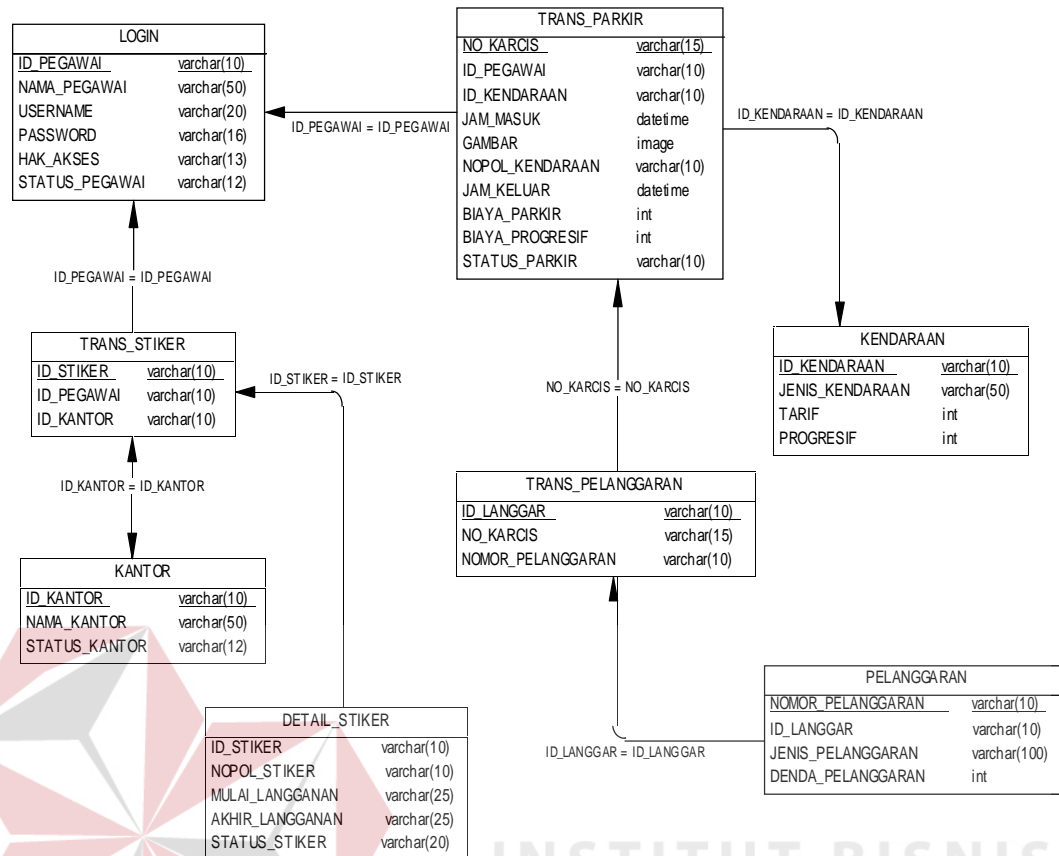 LOGIN
ID_PEGAWAI varchar(10)
NAMA_PEGAWAI varchar(50)
USERNAME varchar(20)
PASSWORD varchar(16)
HAK_AKSES varchar(13)
STATUS_PEGAWAI varchar(12)
ID_PEGAWAI = ID_PEGAWAI
TRANS_PARKIR
NO_KARCIS varchar(15)
ID_PEGAWAI varchar(10)
ID_KENDARAAN varchar(10)
JAM_MASUK datetime
GAMBAR image
NOPOL_KENDARAAN varchar(10)
JAM_KELUAR datetime
BIAYA_PARKIR int
BIAYA_PROGRESIF int
STATUS_PARKIR varchar(10)
ID_KENDARAAN = ID_KENDARAAN
ID_PEGAWAI = ID_PEGAWAI
TRANS_STIKER
ID_STIKER varchar(10)
ID_PEGAWAI varchar(10)
ID_KANTOR varchar(10)
ID_STIKER = ID_STIKER
NO_KARCIS = NO_KARCIS
KENDARAAN
ID_KENDARAAN varchar(10)
JENIS_KENDARAAN varchar(50)
TARIF int
PROGRESIF int
ID_KANTOR = ID_KANTOR
TRANS_PELANGGARAN
ID_LANGGAR varchar(10)
NO_KARCIS varchar(15)
NOMOR_PELANGGARAN varchar(10)
KANTOR
ID_KANTOR varchar(10)
NAMA_KANTOR varchar(50)
STATUS_KANTOR varchar(12)
PELANGGARAN
NOMOR_PELANGGARAN varchar(10)
ID_LANGGAR varchar(10)
JENIS_PELANGGARAN varchar(100)
DENDA_PELANGGARAN int
ID_LANGGAR = ID_LANGGAR
DETAIL_STIKER
ID_STIKER varchar(10)
NOPOL_STIKER varchar(10)
MULAI_LANGGANAN varchar(25)
AKHIR_LANGGANAN varchar(25)
STATUS_STIKER varchar(20)
INSTITUT BISNIS